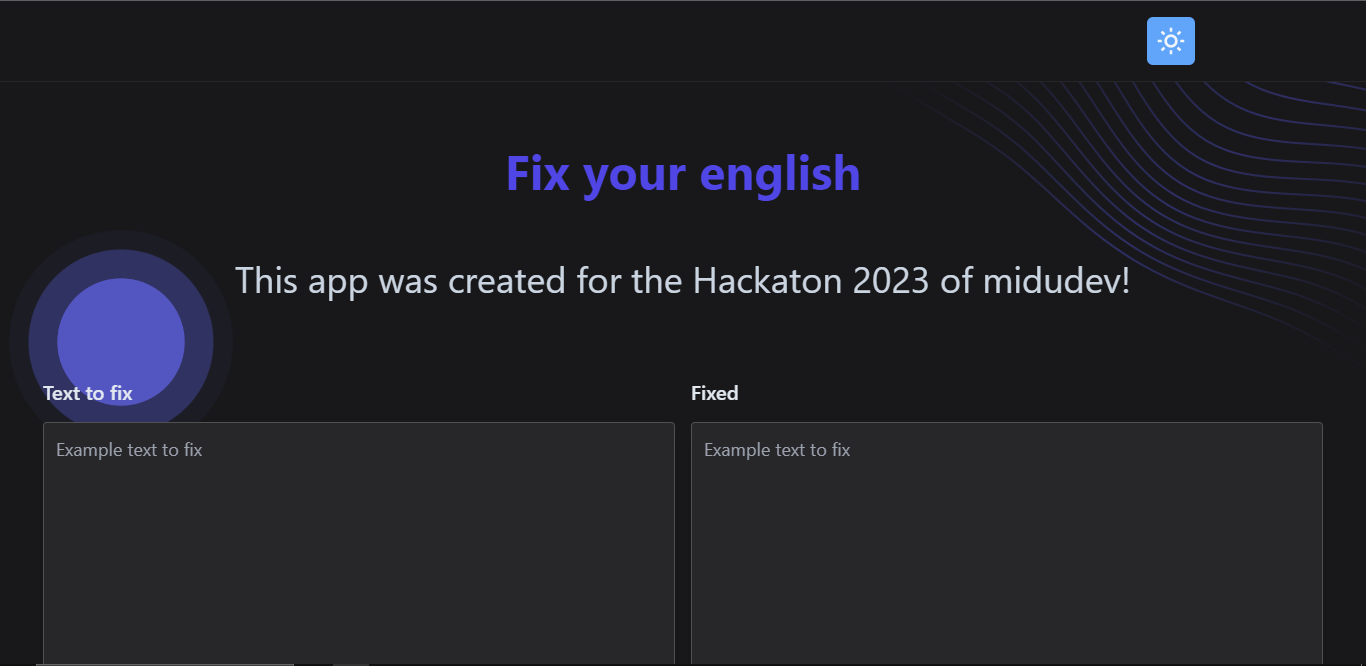 Fix your english
This app was created for the Hackaton 2023 of midudev!
Text to fix
Fixed
Example text to fix
Example text to fix